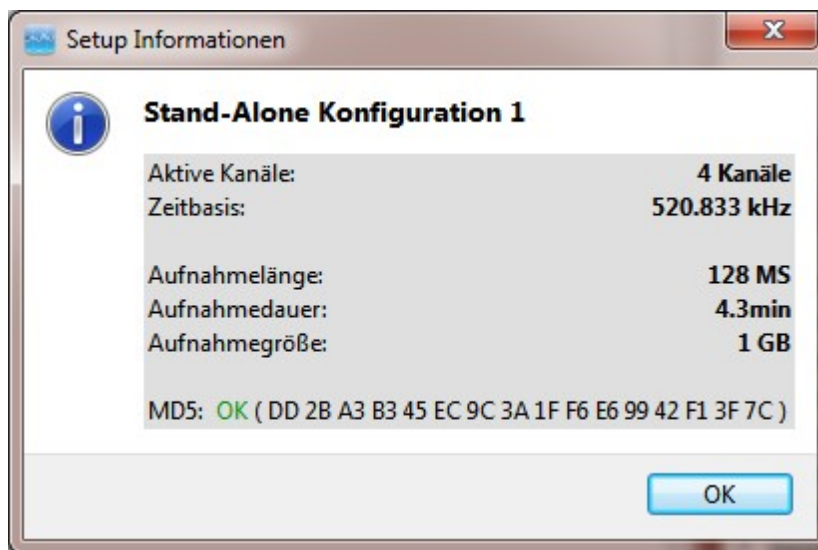 Setup Informationen
Stand-Alone Konfiguration 1
Aktive Kanäle: 4 Kanäle
Zeitbasis: 520.833 kHz
Aufnahmelänge: 128 MS
Aufnahmedauer: 4.3min
Aufnahmegröße: 1 GB
MD5: OK ( DD 2B A3 B3 45 EC 9C 3A 1F F6 E6 99 42 F1 3F 7C )
OK